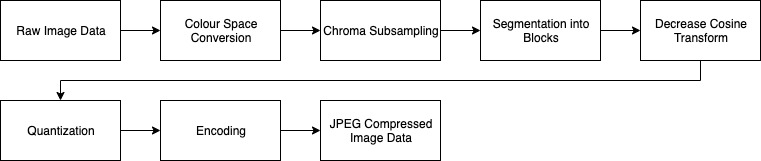 Raw Image Data
Colour Space
Conversion
Chroma Subsampling
Segmentation into
Blocks
Decrease Cosine
Transform
Quantization
Encoding
JPEG Compressed
Image Data